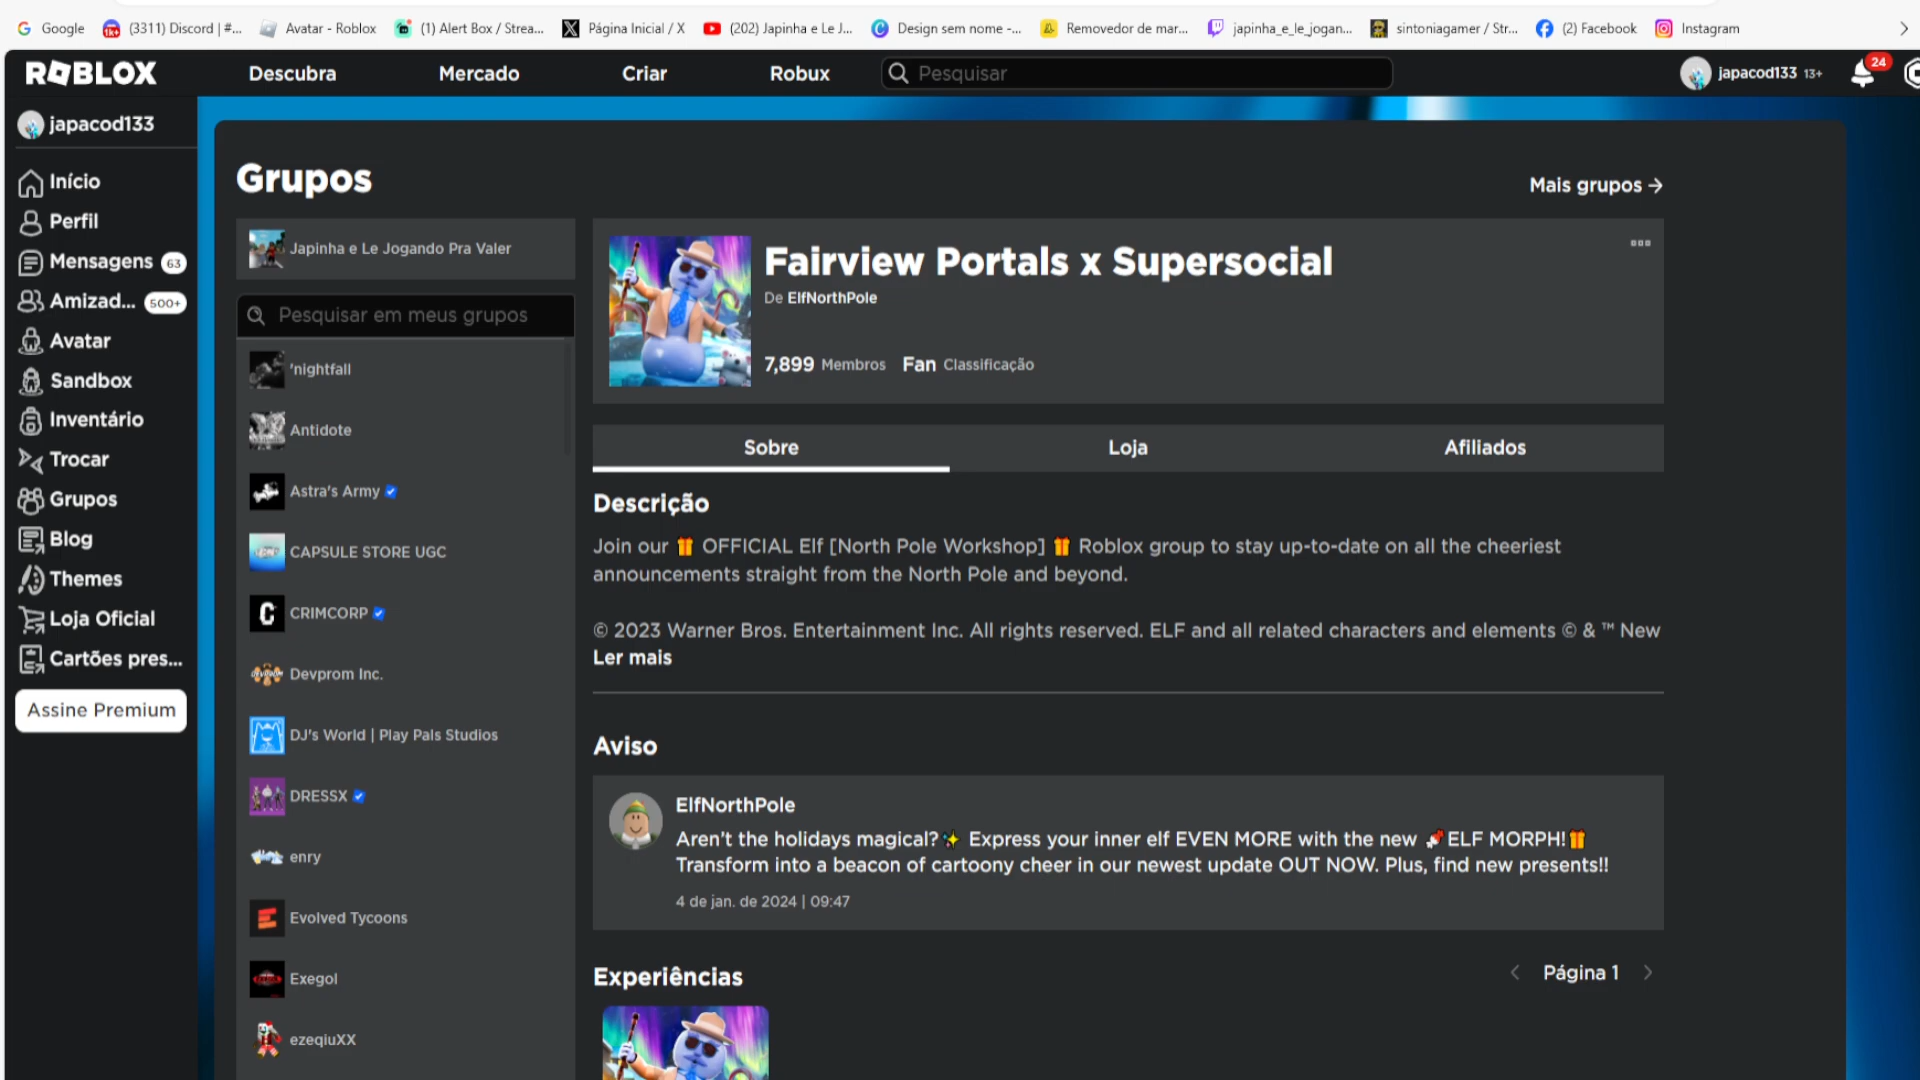 Google
(3311) Discord | #...
Avatar - Roblox
(1) Alert Box / Strea...
Página Inicial / X
(202) Japinha e Le J...
Design sem nome -...
Removedor de mar...
japinha_e_le_jogan...
sintoniagamer / Str...
(2) Facebook
Instagram
ROBLOX
Descubra
Mercado
Criar
Robux
Pesquisar
japacod133 13+
24
japacod133
Início
Perfil
Mensagens 63
Amizad... 500+
Avatar
Sandbox
Inventário
Trocar
Grupos
Blog
Themes
Loja Oficial
Cartões pres...
Assine Premium
Grupos
Mais grupos →
Japinha e Le Jogando Pra Valer
Pesquisar em meus grupos
'nightfall
Antidote
Astra's Army
CAPSULE STORE UGC
CRIMCORP
Devprom Inc.
DJ's World | Play Pals Studios
DRESSX
enry
Evolved Tycoons
Exegol
ezeqiuXX
Fairview Portals x Supersocial
De ElfNorthPole
7,899 Membros Fan Classificação
Sobre
Loja
Afiliados
Descrição
Join our 🎁 OFFICIAL Elf [North Pole Workshop] 🎁 Roblox group to stay up-to-date on all the cheeriest
announcements straight from the North Pole and beyond.
© 2023 Warner Bros. Entertainment Inc. All rights reserved. ELF and all related characters and elements © & ™ New
Ler mais
Aviso
ElfNorthPole
Aren't the holidays magical?✨ Express your inner elf EVEN MORE with the new 🚀ELF MORPH!🎁
Transform into a beacon of cartoony cheer in our newest update OUT NOW. Plus, find new presents!!
4 de jan. de 2024 | 09:47
Experiências
Página 1